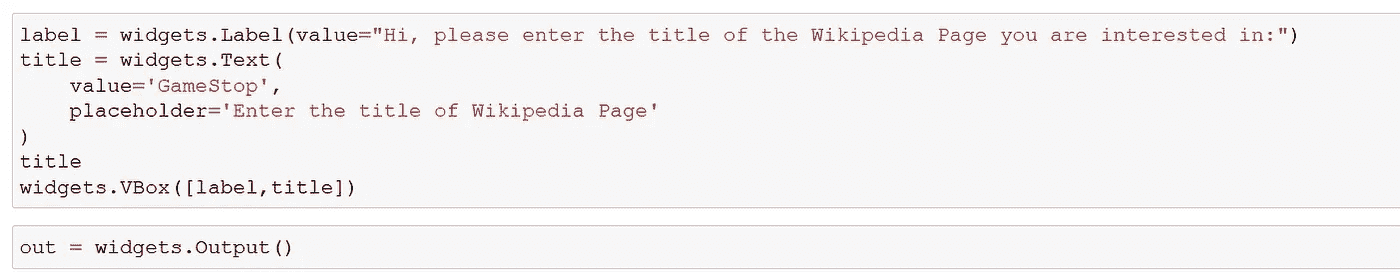 label = widgets.Label(value="Hi, please enter the title of the Wikipedia Page you are interested in:")
title = widgets.Text(
    value='GameStop',
    placeholder='Enter the title of Wikipedia Page'
)
title
widgets.VBox([label,title])
out = widgets.Output()